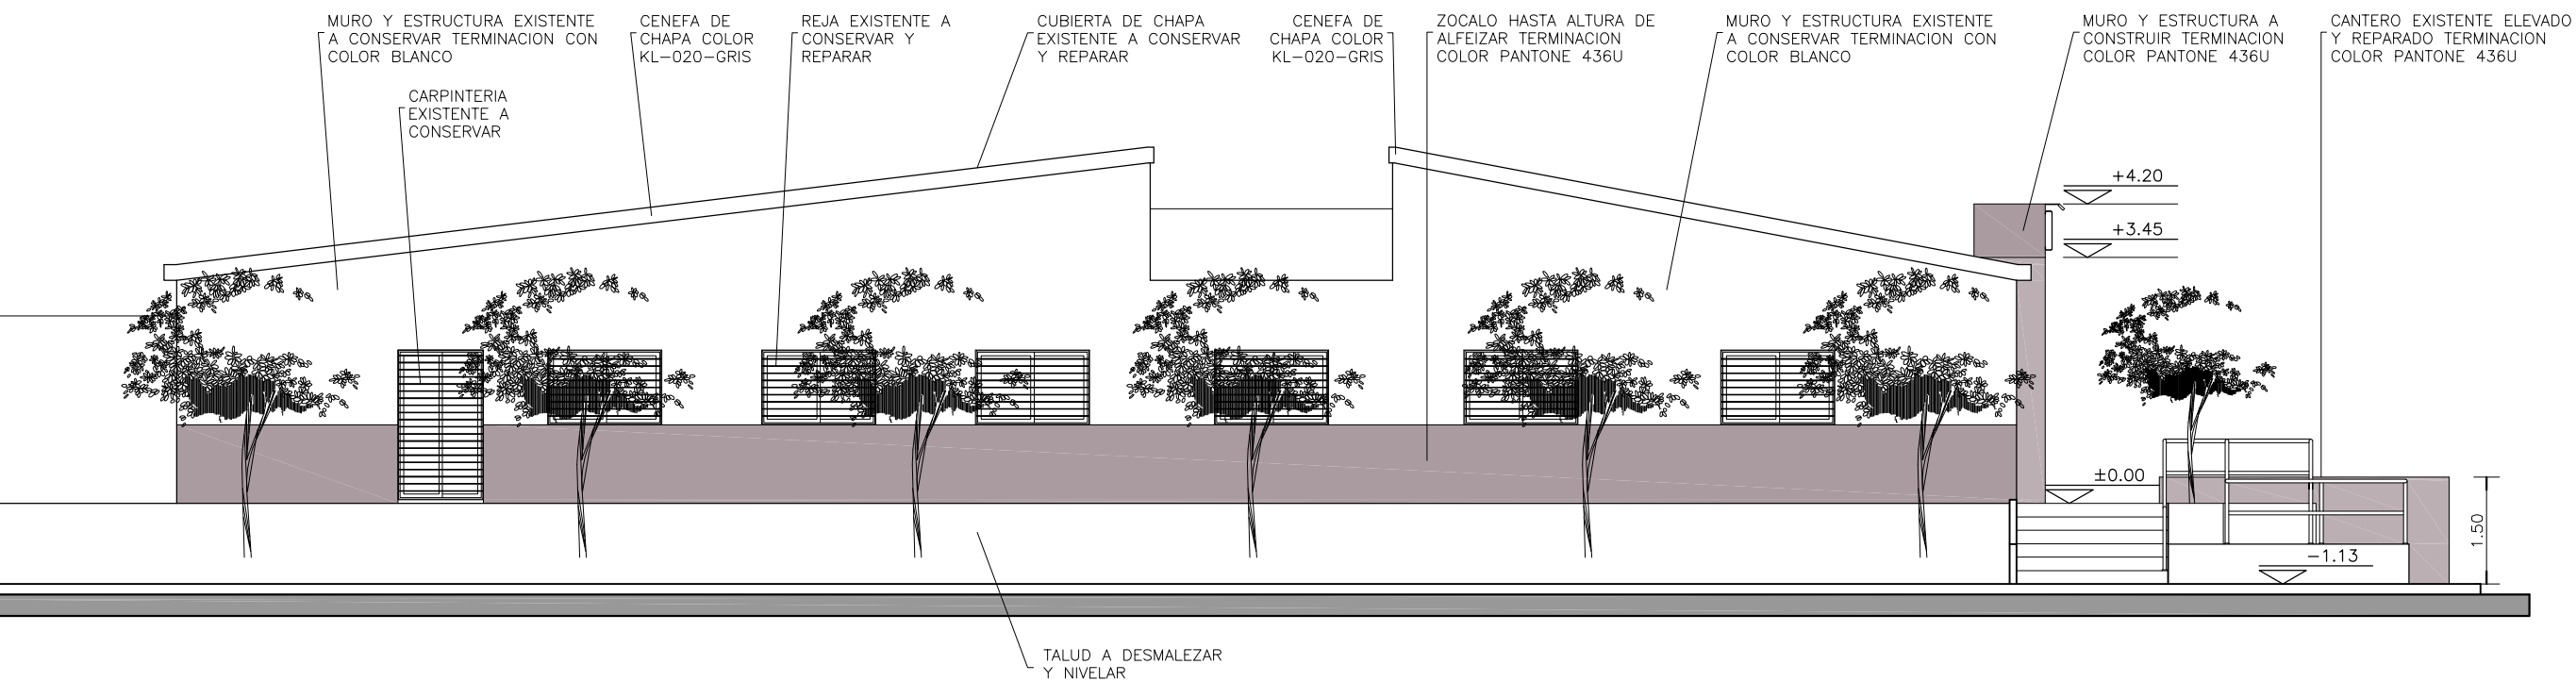 MURO Y ESTRUCTURA EXISTENTE
A CONSERVAR TERMINACION CON
COLOR BLANCO
CENEFA DE
CHAPA COLOR
KL-020-GRIS
REJA EXISTENTE A
CONSERVAR Y
REPARAR
CUBIERTA DE CHAPA
EXISTENTE A CONSERVAR
Y REPARAR
CENEFA DE
CHAPA COLOR
KL-020-GRIS
ZOCALO HASTA ALTURA DE
ALFEIZAR TERMINACION
COLOR PANTONE 436U
MURO Y ESTRUCTURA EXISTENTE
A CONSERVAR TERMINACION CON
COLOR BLANCO
MURO Y ESTRUCTURA A
CONSTRUIR TERMINACION
COLOR PANTONE 436U
CANTERO EXISTENTE ELEVADO
Y REPARADO TERMINACION
COLOR PANTONE 436U
CARPINTERIA
EXISTENTE A
CONSERVAR
+4.20
+3.45
±0.00
1.50
-1.13
TALUD A DESMALEZAR
Y NIVELAR